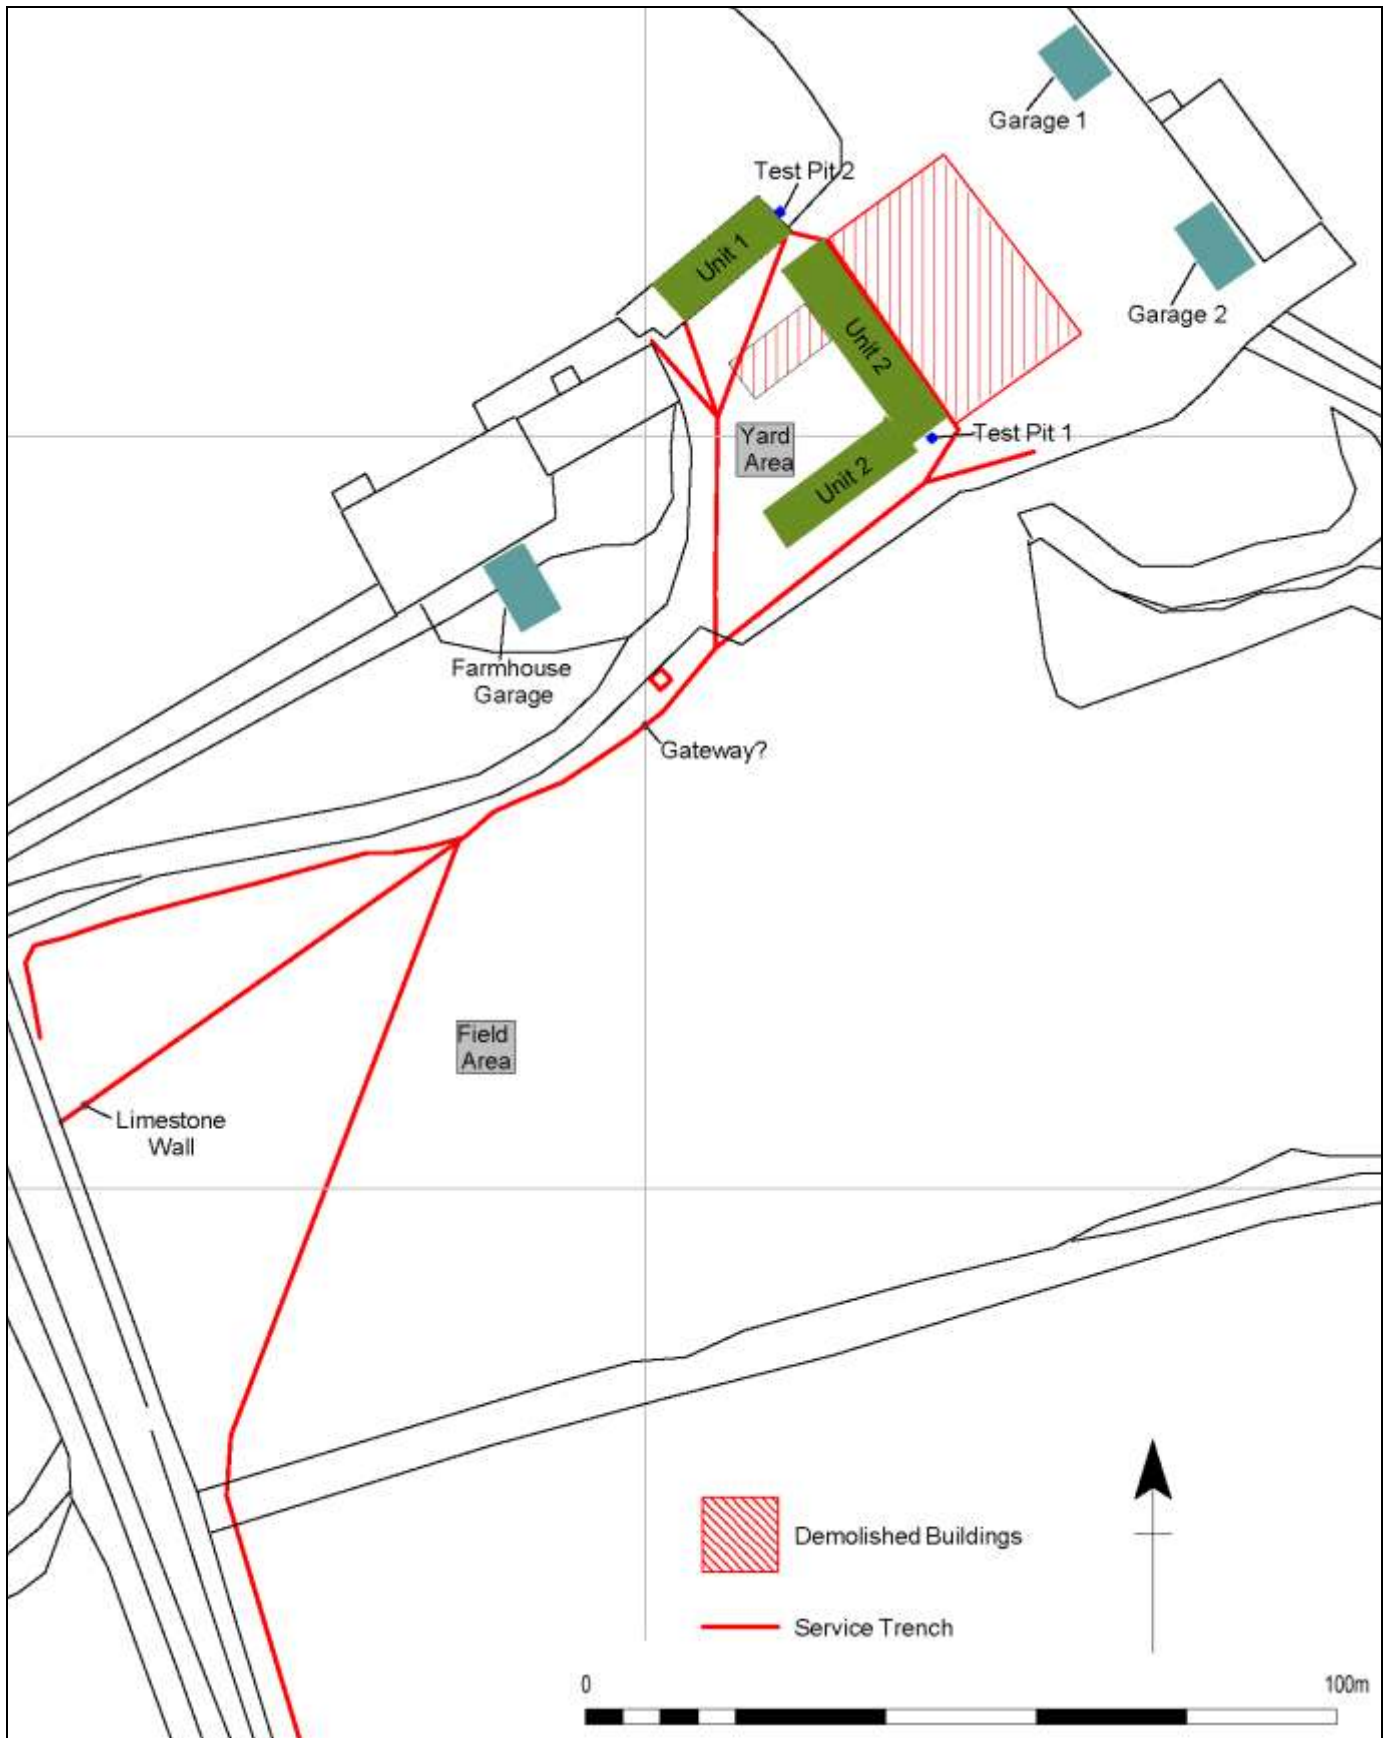 Garage 1
Test Pit 2
Unit 1
Garage 2
Unit 2
Test Pit 1
Yard
Area
Unit 2
Farmhouse
Garage
Gateway?
Field
Area
Limestone
Wall
Demolished Buildings
Service Trench
0
100m